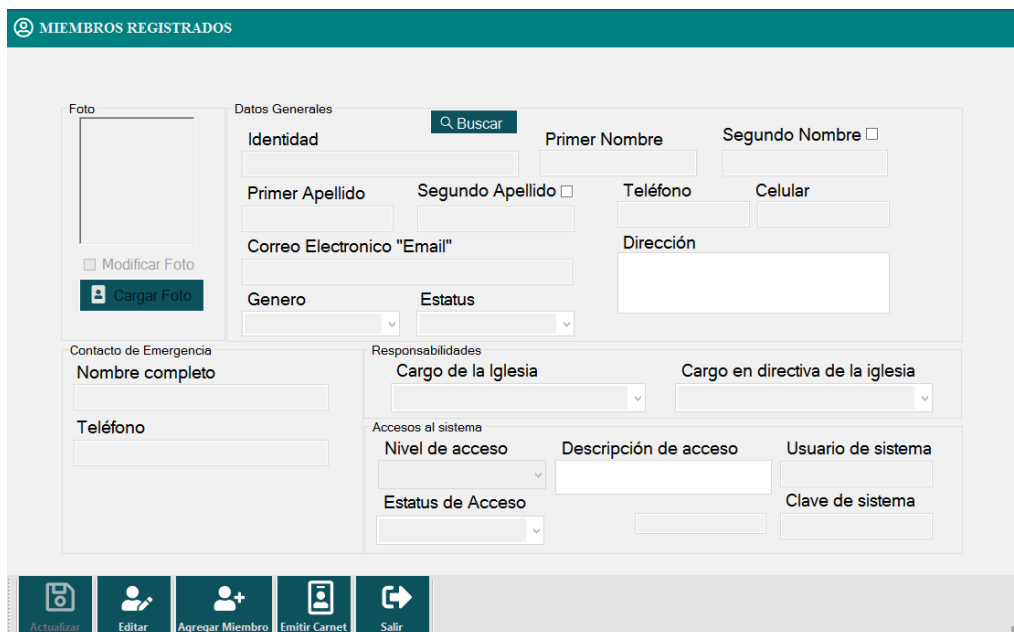 MIEMBROS REGISTRADOS
Foto
Modificar Foto
Cargar Foto
Datos Generales
Buscar
Identidad
Primer Nombre
Segundo Nombre
Primer Apellido
Segundo Apellido
Teléfono
Celular
Correo Electronico "Email"
Dirección
Genero
Estatus
Contacto de Emergencia
Nombre completo
Teléfono
Responsabilidades
Cargo de la Iglesia
Cargo en directiva de la iglesia
Accesos al sistema
Nivel de acceso
Descripción de acceso
Usuario de sistema
Estatus de Acceso
Clave de sistema
Actualizar
Editar
Agregar Miembro
Emitir Carnet
Salir